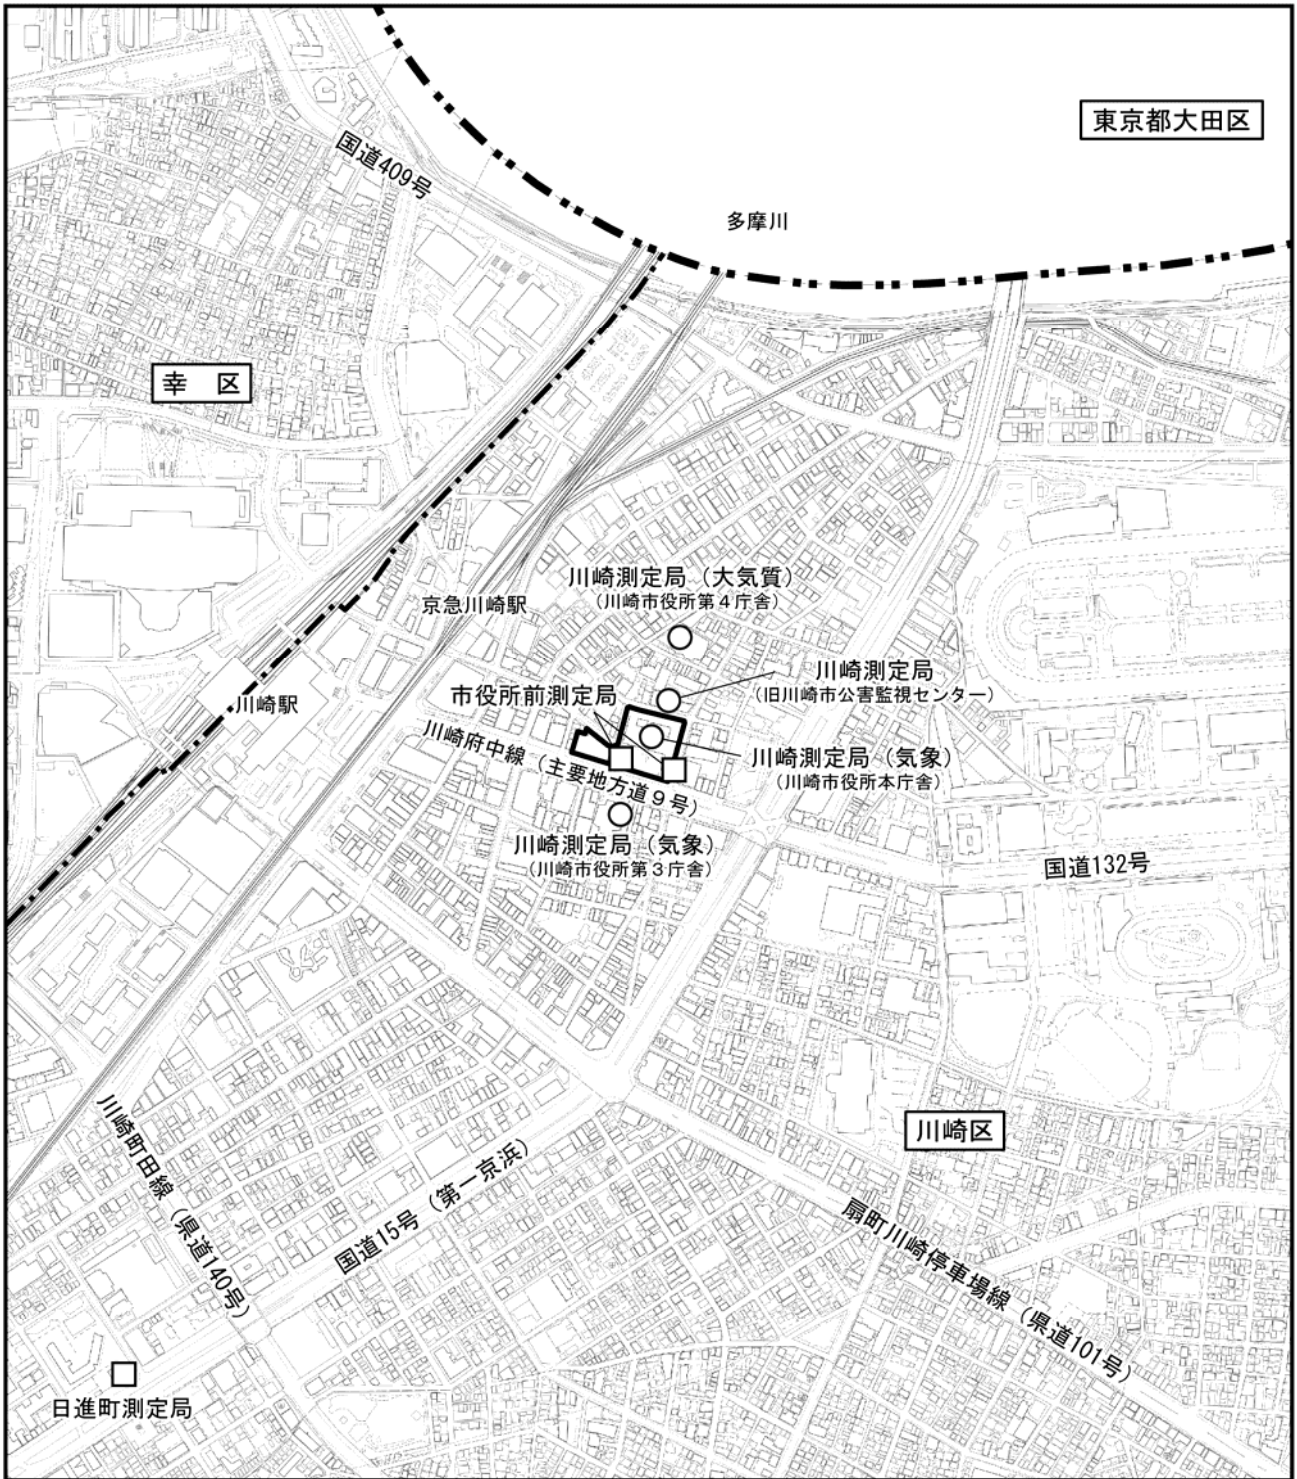 東京都大田区
国道409号
多摩川
幸　区
川崎測定局（大気質）
（川崎市役所第４庁舎）
京急川崎駅
川崎測定局
（旧川崎市公害監視センター）
市役所前測定局
川崎駅
川崎府中線（主要地方道９号）
川崎測定局（気象）
（川崎市役所本庁舎）
川崎測定局（気象）
（川崎市役所第３庁舎）
国道132号
川崎区
川崎町田線（県道140号）
国道15号（第一京浜）
扇町川崎停車場線（県道101号）
日進町測定局